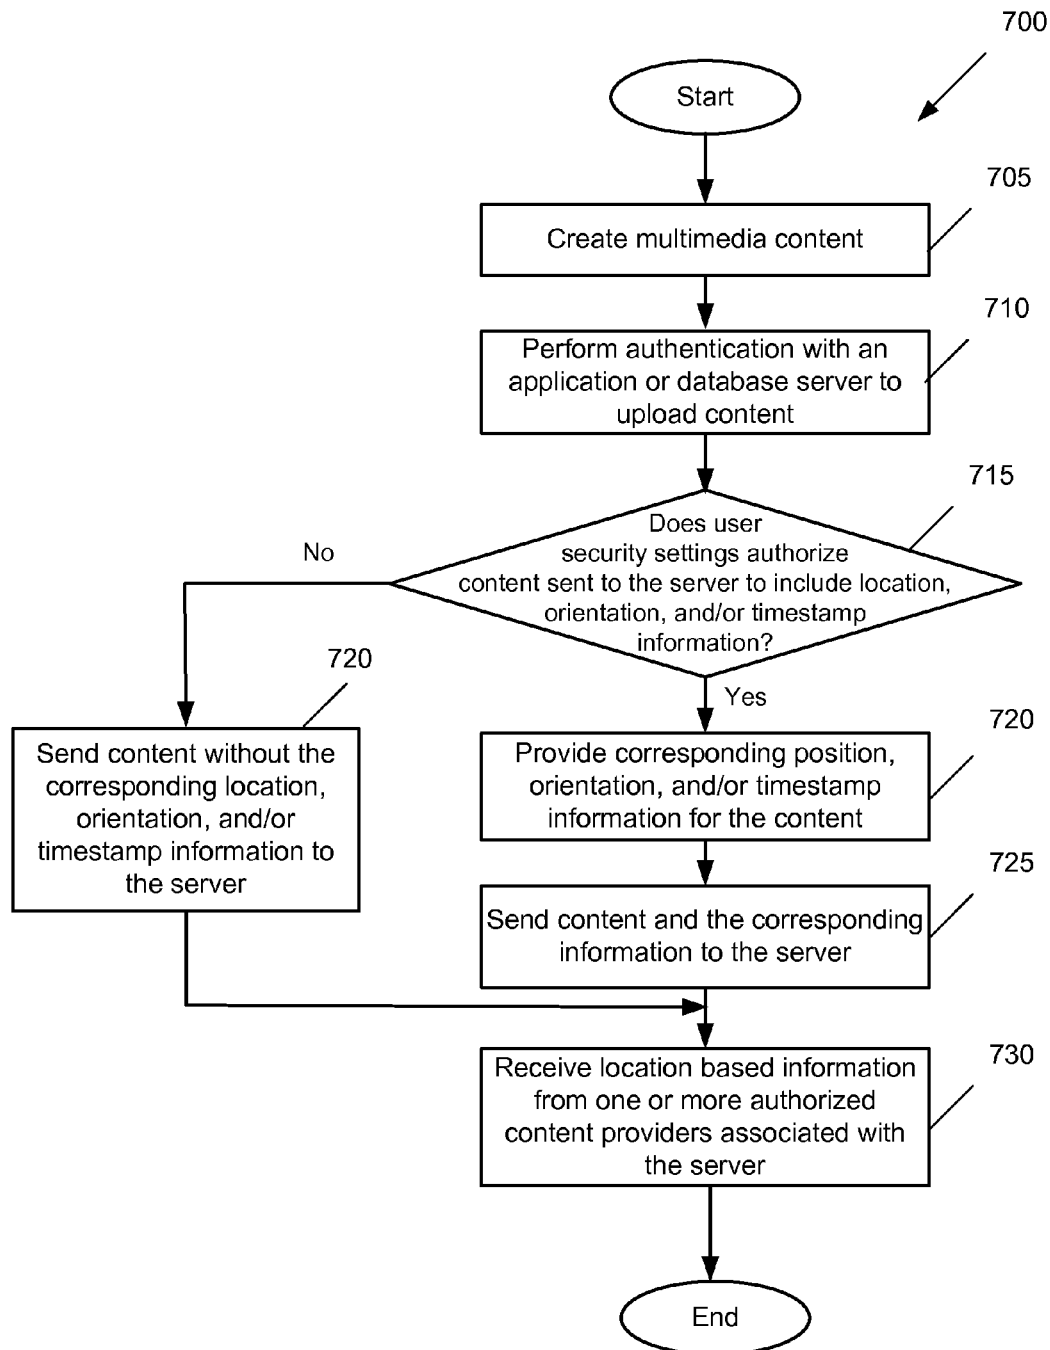 700
Start
705
Create multimedia content
710
Perform authentication with an
application or database server to
upload content
715
Does user
security settings authorize
content sent to the server to include location,
orientation, and/or timestamp
information?
No
Yes
720
Send content without the
corresponding location,
orientation, and/or
timestamp information to
the server
720
Provide corresponding position,
orientation, and/or timestamp
information for the content
725
Send content and the corresponding
information to the server
730
Receive location based information
from one or more authorized
content providers associated with
the server
End